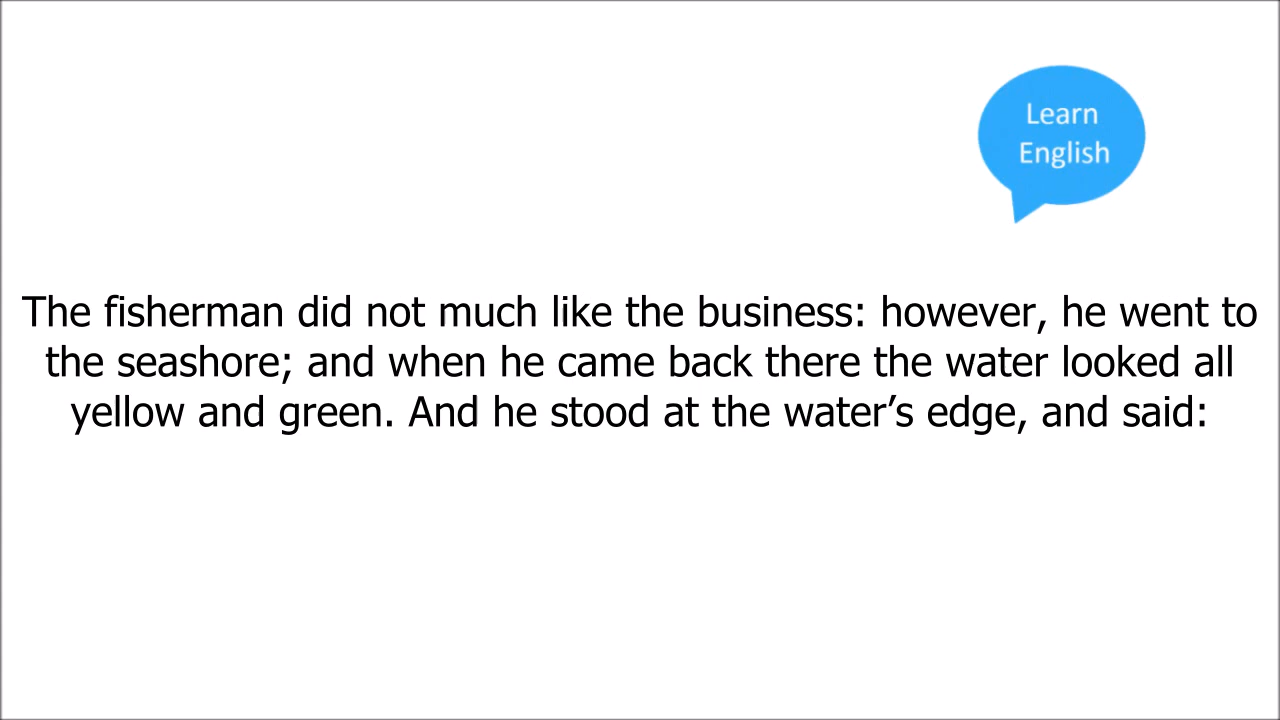 Learn
English
The fisherman did not much like the business: however, he went to
the seashore; and when he came back there the water looked all
yellow and green. And he stood at the water’s edge, and said: